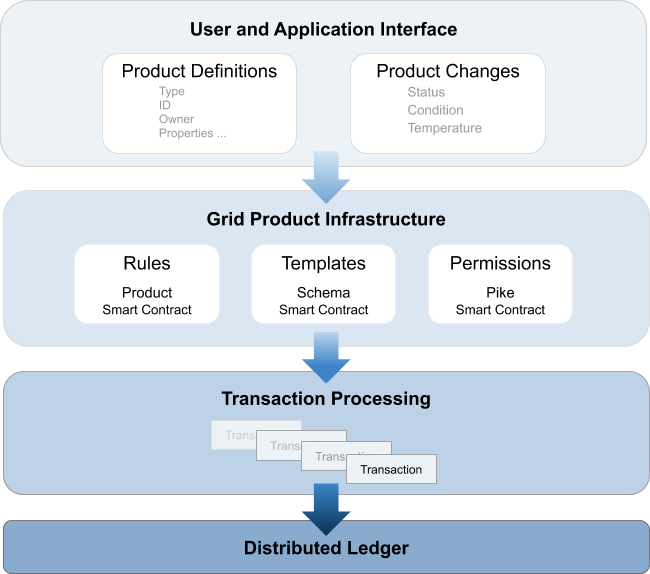 User and Application Interface
Product Definitions
Type
ID
Owner
Properties ...
Product Changes
Status
Condition
Temperature
Grid Product Infrastructure
Rules
Product
Smart Contract
Templates
Schema
Smart Contract
Permissions
Pike
Smart Contract
Transaction Processing
Trans
Trans
Transaction
Transaction
Distributed Ledger